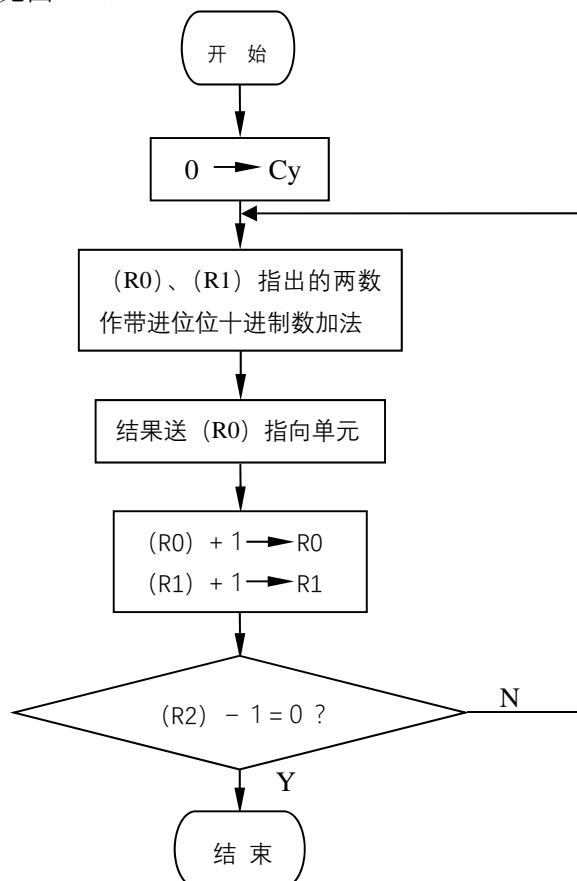 开 始
0 Cy
（R0）、（R1）指出的两数
作带进位位十进制数加法
结果送（R0）指向单元
（R0）+ 1 R0
（R1）+ 1 R1
（R2）－1=0 ?
N
Y
结 束